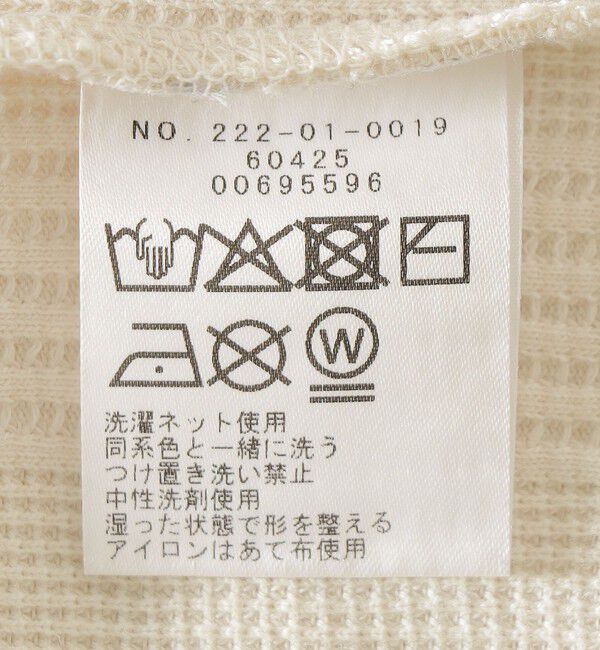 NO. 222-01-0019
60425
00695596
W
洗濯ネット使用
同系色と一緒に洗う
つけ置き洗い禁止
中性洗剤使用
湿った状態で形を整える
アイロンはあて布使用